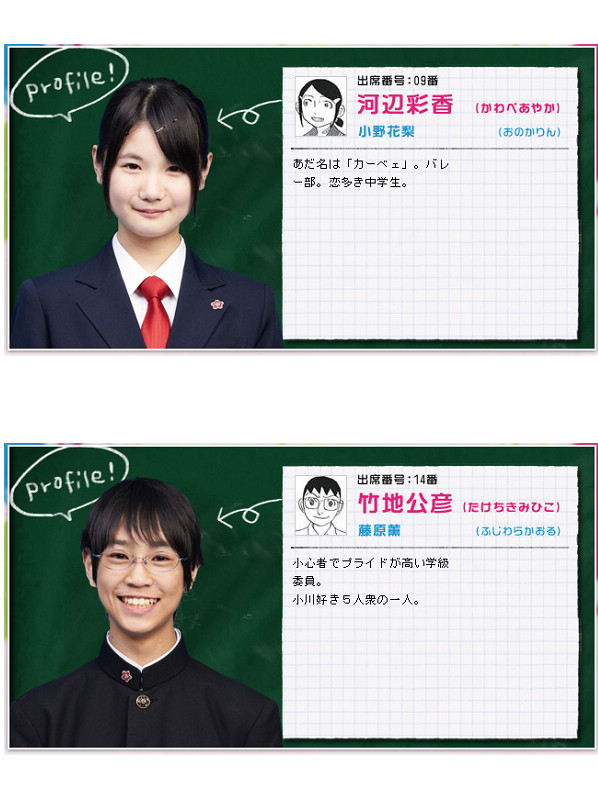 profile!
出席番号：09番
河辺彩香 （かわべあやか）
小野花梨 （おのかりん）
あだ名は「カーベェ」。バレ
ー部。恋多き中学生。
profile!
出席番号：14番
竹地公彦 （たけちきみひこ）
藤原薫 （ふじわらかおる）
小心者でプライドが高い学級
委員。
小川好き５人衆の一人。